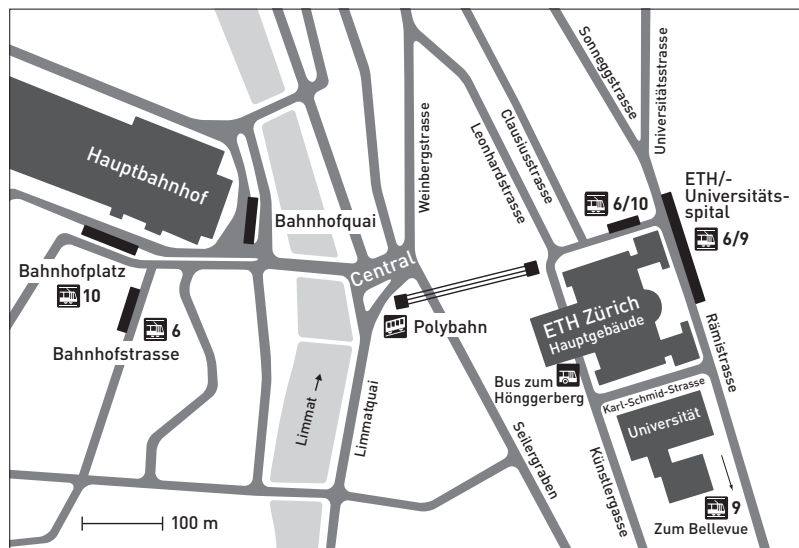 Hauptbahnhof
Bahnhofquai
Bahnhofplatz
10
6
Bahnhofstrasse
Central
Weinbergstrasse
Leonhardstrasse
Clausiusstrasse
Sonneggstrasse
Universitätsstrasse
6/10
ETH/-
Universitäts-
spital
6/9
Polybahn
ETH Zürich
Hauptgebäude
Bus zum
Hönggerberg
Karl-Schmid-Strasse
Rämistrasse
Universität
Künstlergasse
Seilergraben
Limmatquai
Limmat
9
Zum Bellevue
100 m